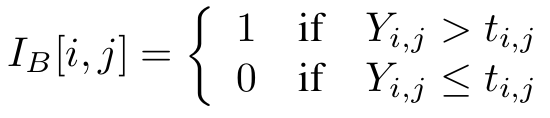 I_B[i, j] = { 1 if Y_{i,j} > t_{i,j}
0 if Y_{i,j} ≤ t_{i,j}